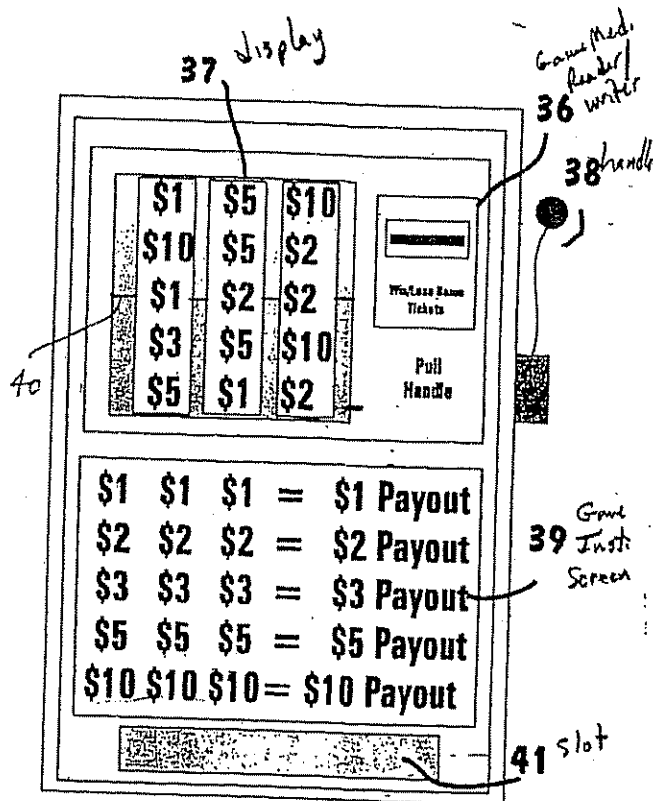 37 display
Game Med.
Reader/
writer
36
38 handle
$1 $5 $10
$10 $5 $2
$1 $2 $2
$3 $5 $10
$5 $1 $2
40
Win/Lose Game
Tickets
Pull
Handle
$1 $1 $1 = $1 Payout
$2 $2 $2 = $2 Payout
$3 $3 $3 = $3 Payout
$5 $5 $5 = $5 Payout
$10 $10 $10 = $10 Payout
39 Game
Inst.
Screen
41 slot